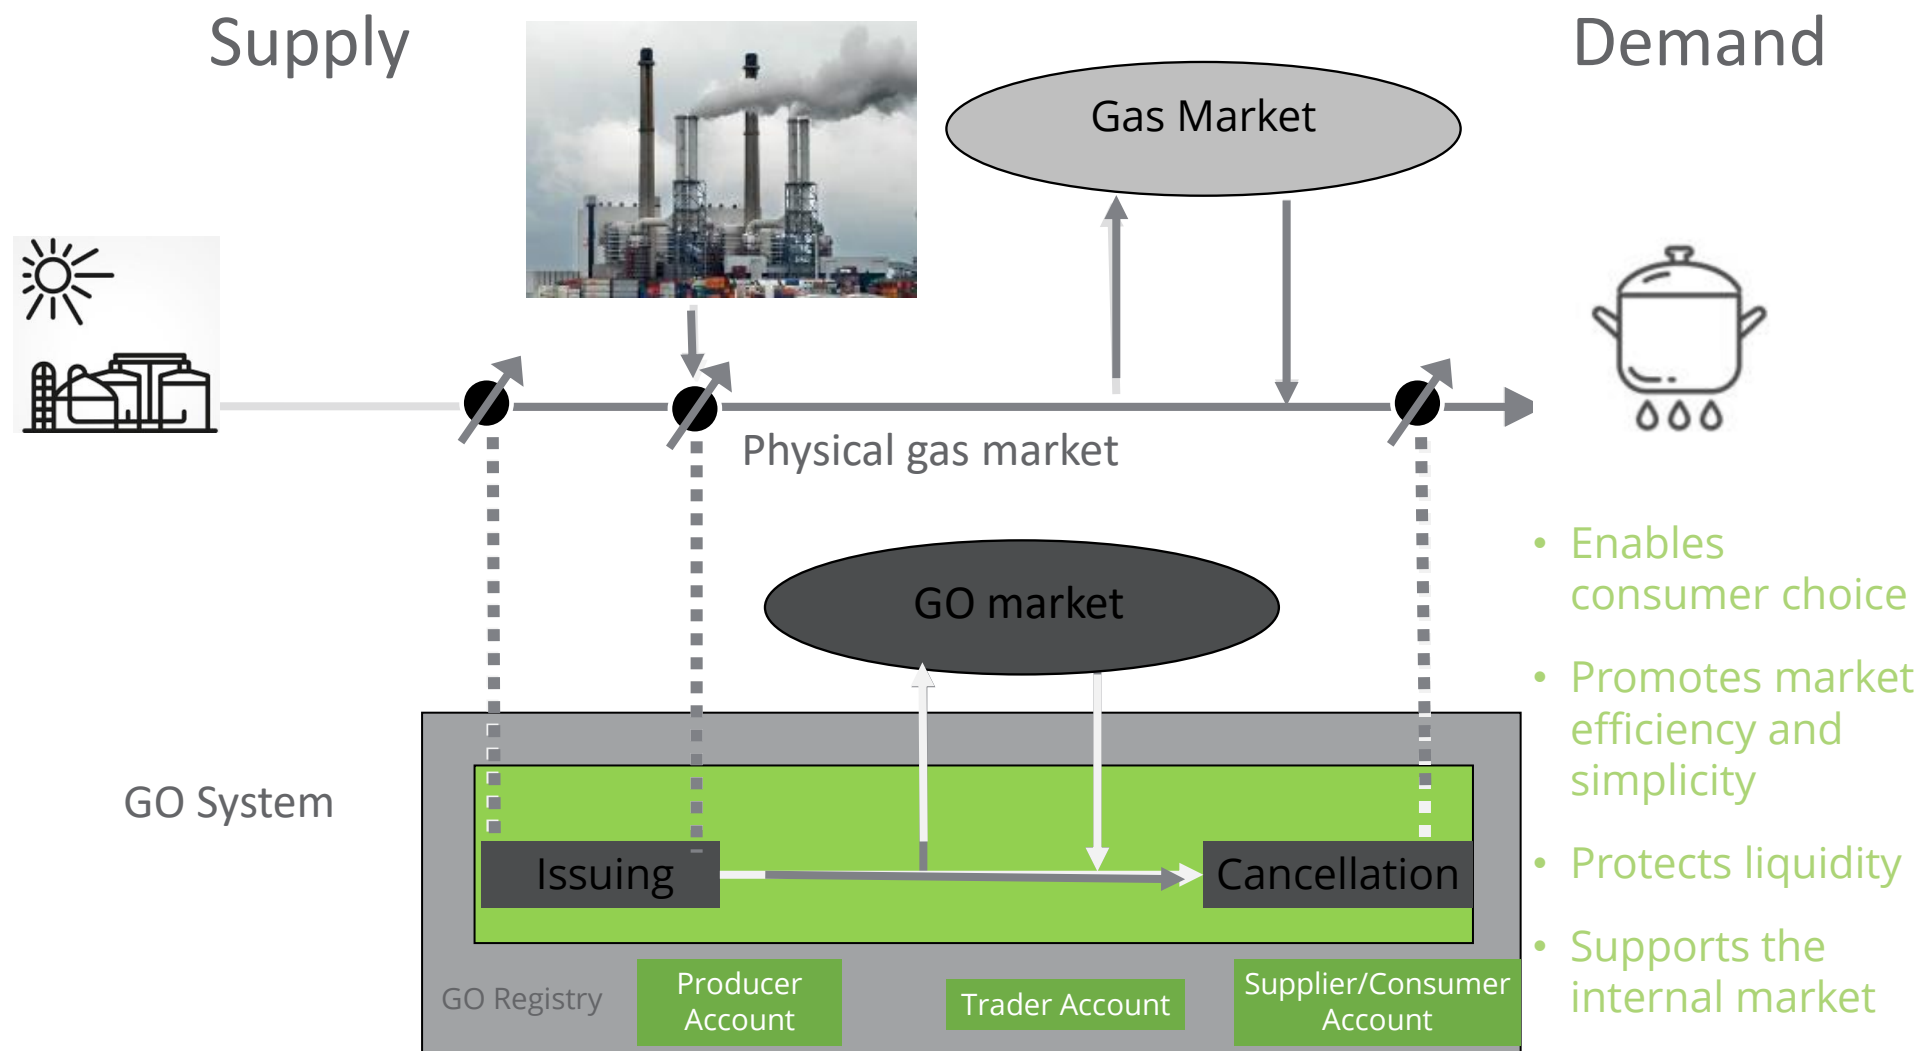 Supply
Demand
Gas Market
Physical gas market
GO market
• Enables
consumer choice
• Promotes market
efficiency and
simplicity
• Protects liquidity
• Supports the
internal market
GO System
Issuing
Cancellation
GO Registry
Producer
Account
Trader Account
Supplier/Consumer
Account